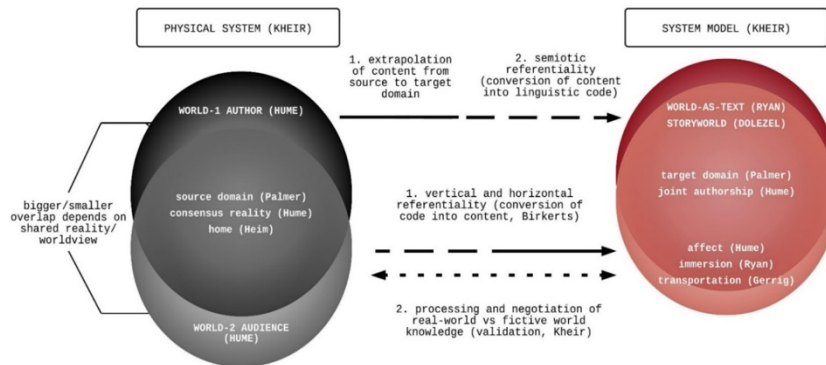 PHYSICAL SYSTEM (KHEIR)
SYSTEM MODEL (KHEIR)
1. extrapolation
of content from
source to target
domain
2. semiotic
referentiality
(conversion of content
into linguistic code)
WORLD-1 AUTHOR (HUME)
WORLD-AS-TEXT (RYAN)
STORYWORLD (DOLEZEL)
bigger/smaller
overlap depends on
shared reality/
worldview
source domain (Palmer)
consensus reality (Hume)
home (Heim)
target domain (Palmer)
joint authorship (Hume)
1. vertical and horizontal
referentiality (conversion of
code into content, Birkerts)
affect (Hume)
immersion (Ryan)
transportation (Gerrig)
2. processing and negotiation of
real-world vs fictive world
knowledge (validation, Kheir)
WORLD-2 AUDIENCE
(HUME)